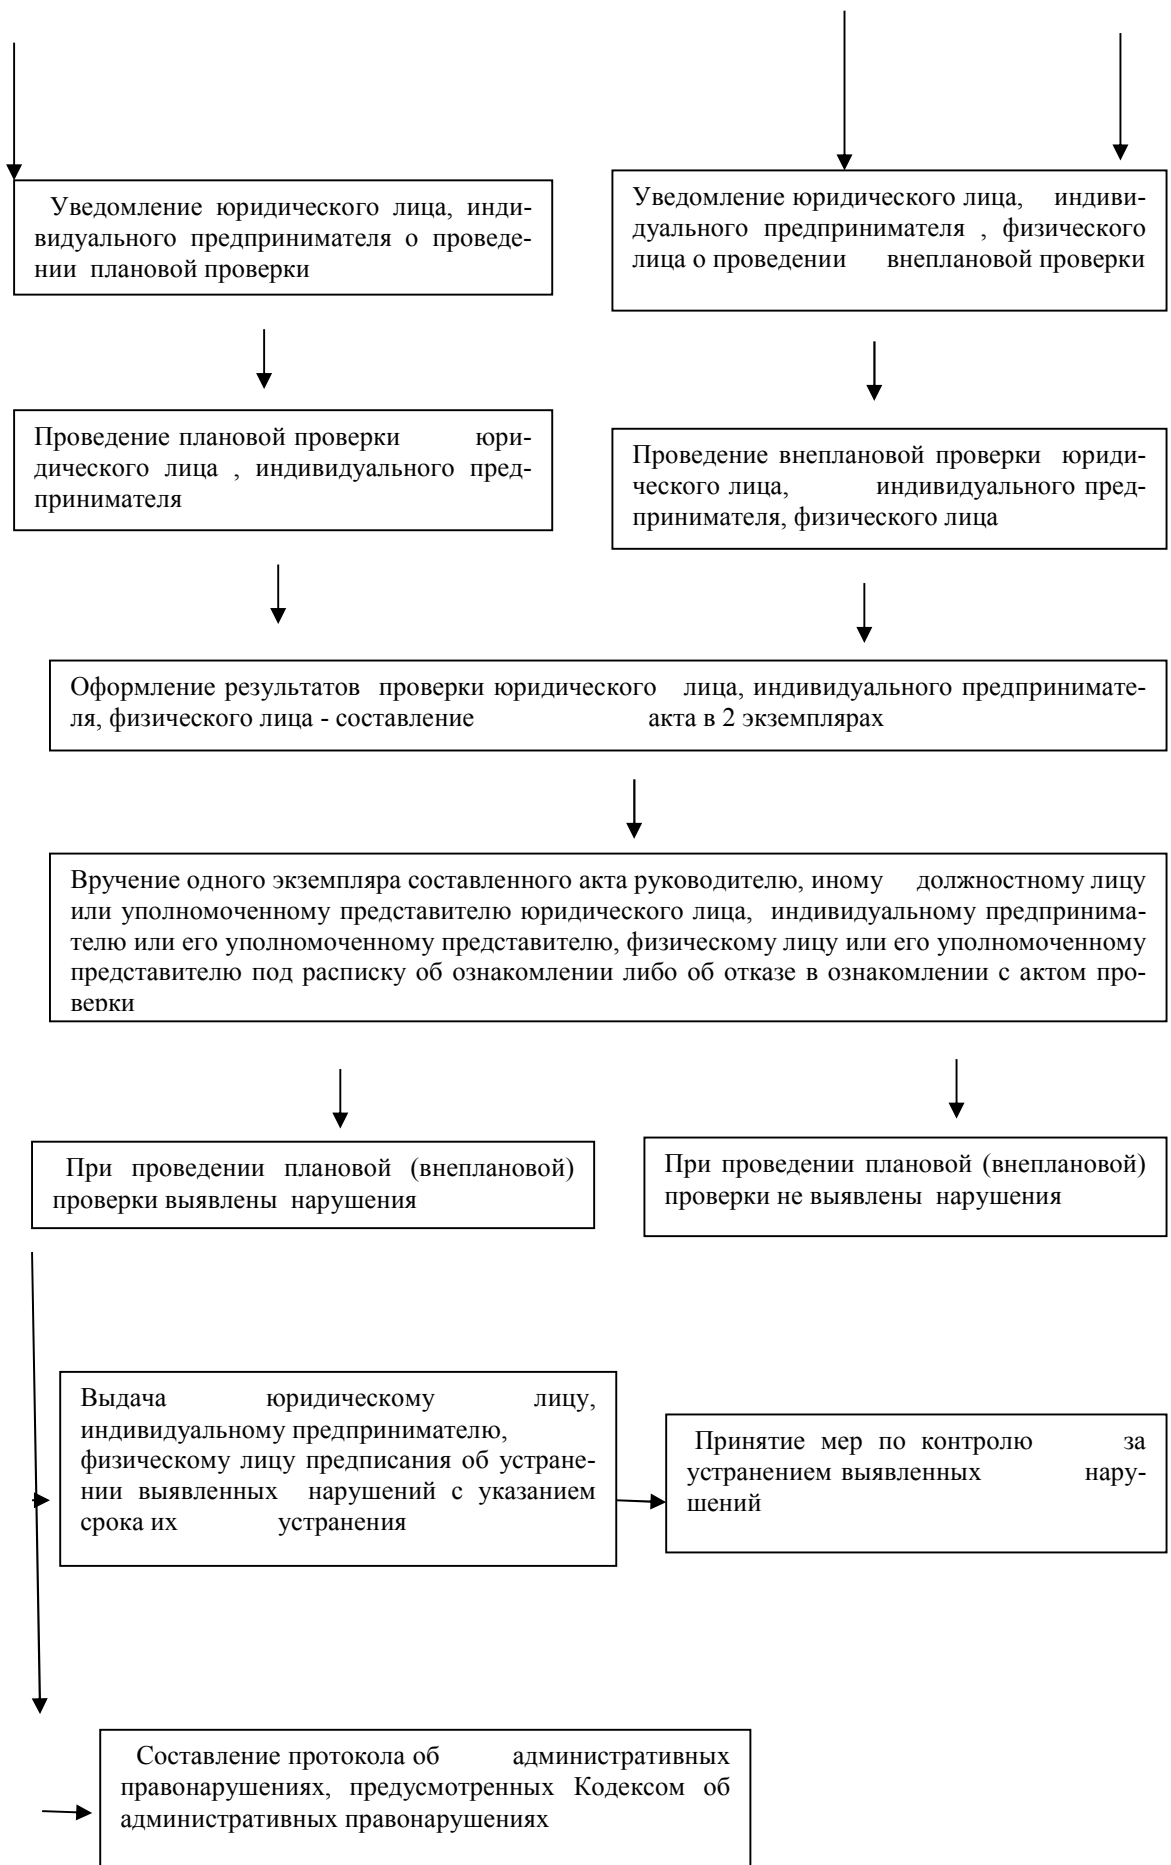 Уведомление юридического лица, инди-
видуального предпринимателя о проведе-
нии плановой проверки
Уведомление юридического лица, индиви-
дуального предпринимателя , физического
лица о проведении внеплановой проверки
Проведение плановой проверки юри-
дического лица , индивидуального пред-
принимателя
Проведение внеплановой проверки юриди-
ческого лица, индивидуального пред-
принимателя, физического лица
Оформление результатов проверки юридического лица, индивидуального предпринимате-
ля, физического лица - составление акта в 2 экземплярах
Вручение одного экземпляра составленного акта руководителю, иному должностному лицу
или уполномоченному представителю юридического лица, индивидуальному предпринима-
телю или его уполномоченному представителю, физическому лицу или его уполномоченному
представителю под расписку об ознакомлении либо об отказе в ознакомлении с актом про-
верки
При проведении плановой (внеплановой)
проверки выявлены нарушения
При проведении плановой (внеплановой)
проверки не выявлены нарушения
Выдача юридическому лицу,
индивидуальному предпринимателю,
физическому лицу предписания об устране-
нии выявленных нарушений с указанием
срока их устранения
Принятие мер по контролю за
устранением выявленных нару-
шений
Составление протокола об административных
правонарушениях, предусмотренных Кодексом об
административных правонарушениях